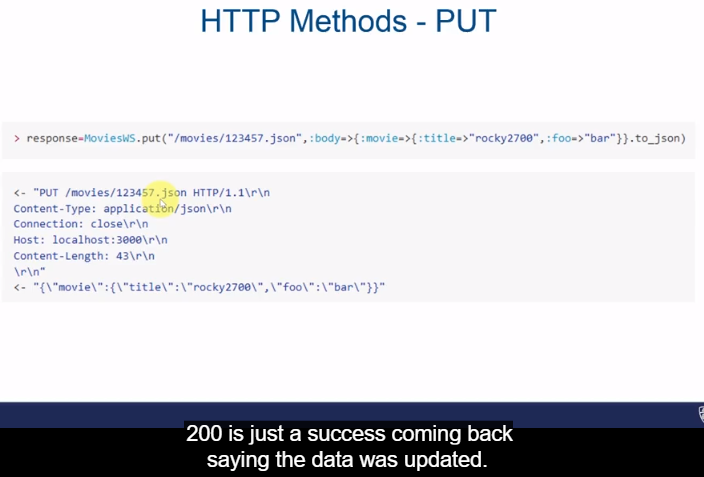 HTTP Methods - PUT
> response=MoviesWS.put("/movies/123457.json",:body=>{:movie=>{:title=>"rocky2700",:foo=>"bar"}}.to_json)
<- "PUT /movies/123457.json HTTP/1.1\r\n
Content-Type: application/json\r\n
Connection: close\r\n
Host: localhost:3000\r\n
Content-Length: 43\r\n
\r\n"
<- "{\"movie\":{\"title\":\"rocky2700\",\"foo\":\"bar\"}}"
200 is just a success coming back
saying the data was updated.